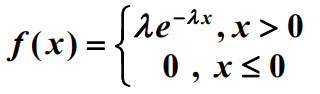 f(x) = { λe^{-λx}, x > 0
0 , x ≤ 0